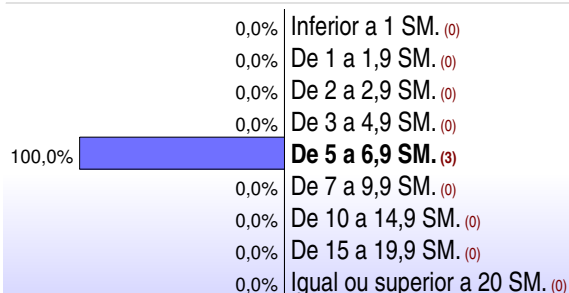 0,0% Inferior a 1 SM. (0)
0,0% De 1 a 1,9 SM. (0)
0,0% De 2 a 2,9 SM. (0)
0,0% De 3 a 4,9 SM. (0)
100,0% De 5 a 6,9 SM. (3)
0,0% De 7 a 9,9 SM. (0)
0,0% De 10 a 14,9 SM. (0)
0,0% De 15 a 19,9 SM. (0)
0,0% Igual ou superior a 20 SM. (0)